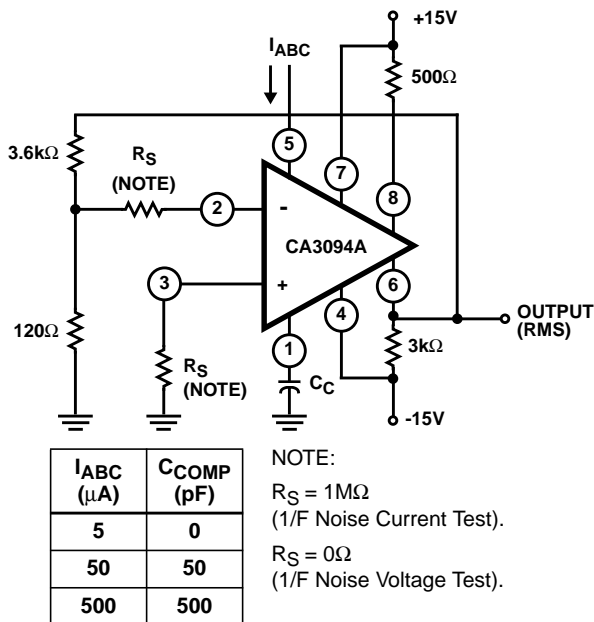 +15V
I_ABC
500Ω
3.6kΩ
R_S
(NOTE)
5
7
8
2
-
CA3094A
3
+
6
4
OUTPUT
(RMS)
120Ω
R_S
(NOTE)
1
C_C
3kΩ
-15V
I_ABC (μA) C_COMP (pF)
5 0
50 50
500 500
NOTE:
R_S = 1MΩ
(1/F Noise Current Test).
R_S = 0Ω
(1/F Noise Voltage Test).